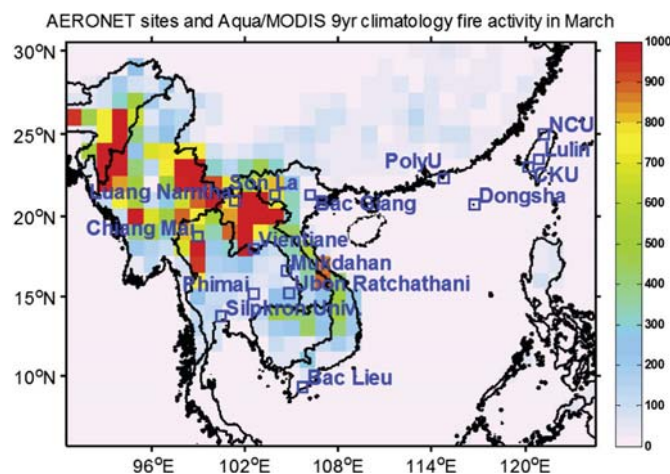 AERONET sites and Aqua/MODIS 9yr climatology fire activity in March
30°N
25°N
20°N
15°N
10°N
96°E
102°E
108°E
114°E
120°E
1000
900
800
700
600
500
400
300
200
100
0
NCU
Lulin
CKU
PolyU
Dongsha
Luang Namtha
Son La
Bac Giang
Chiang Mai
Vientiane
Mukdahan
Phimai
Ubon Ratchathani
Silpkron Univ
Bac Lieu